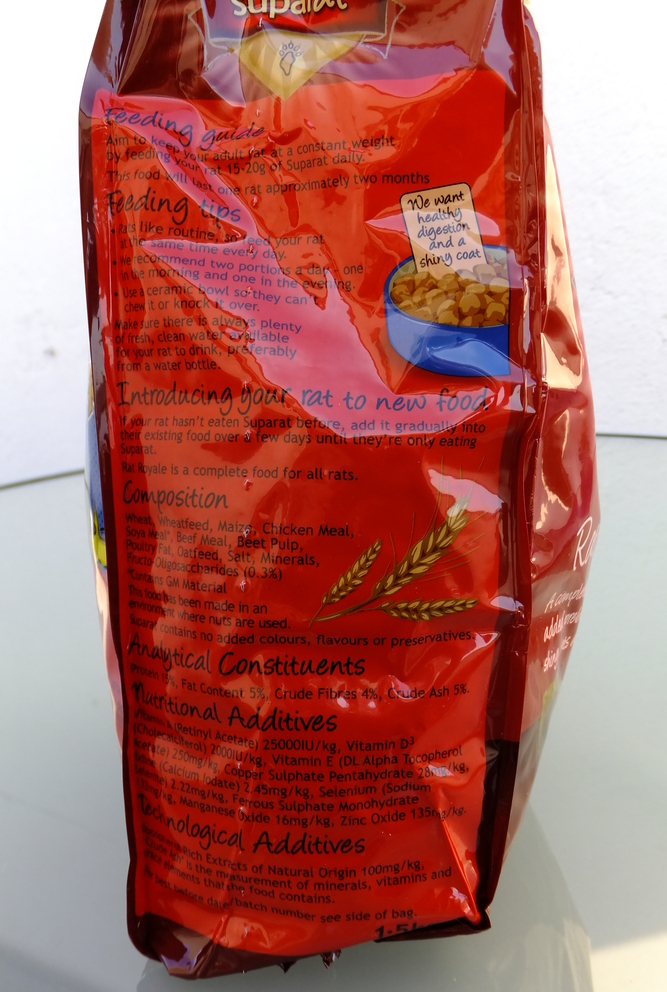 suparat
Feeding guide
Aim to keep your adult rat at a constant weight
by feeding your rat 15-20g of Suparat daily.
This food will last one rat approximately two months
Feeding tips
• Rats like routine, so feed your rat
at the same time every day.
• We recommend two portions a day - one
in the morning and one in the evening.
• Use a ceramic bowl so they can't
chew it or knock it over.
Make sure there is always plenty
of fresh, clean water available
for your rat to drink, preferably
from a water bottle.
We want
healthy
digestion
and a
shiny coat
Introducing your rat to new food.
If your rat hasn't eaten Suparat before, add it gradually into
their existing food over a few days until they're only eating
Suparat.
Rat Royale is a complete food for all rats.
Composition
Wheat, Wheatfeed, Maize, Chicken Meal,
Soya Meal*, Beef Meal, Beet Pulp,
Poultry Fat, Oatfeed, Salt, Minerals,
Fructo-Oligosaccharides (0.3%)
*Contains GM Material
This food has been made in an
environment where nuts are used.
Suparat contains no added colours, flavours or preservatives.
Analytical Constituents
Protein 15%, Fat Content 5%, Crude Fibres 4%, Crude Ash 5%.
Nutritional Additives
Vitamin A (Retinyl Acetate) 25000IU/kg, Vitamin D³
(Cholecalciferol) 2000IU/kg, Vitamin E (DL Alpha Tocopherol
Acetate) 250mg/kg, Copper Sulphate Pentahydrate 28mg/kg,
Iodine (Calcium Iodate) 2.45mg/kg, Selenium (Sodium
Selenite) 2.22mg/kg, Ferrous Sulphate Monohydrate
Manganese Oxide 16mg/kg, Zinc Oxide 135mg/kg.
Technological Additives
Rich Extracts of Natural Origin 100mg/kg,
"Crude Ash" is the measurement of minerals, vitamins and
trace elements that the food contains.
For best before date/batch number see side of bag.
A comple